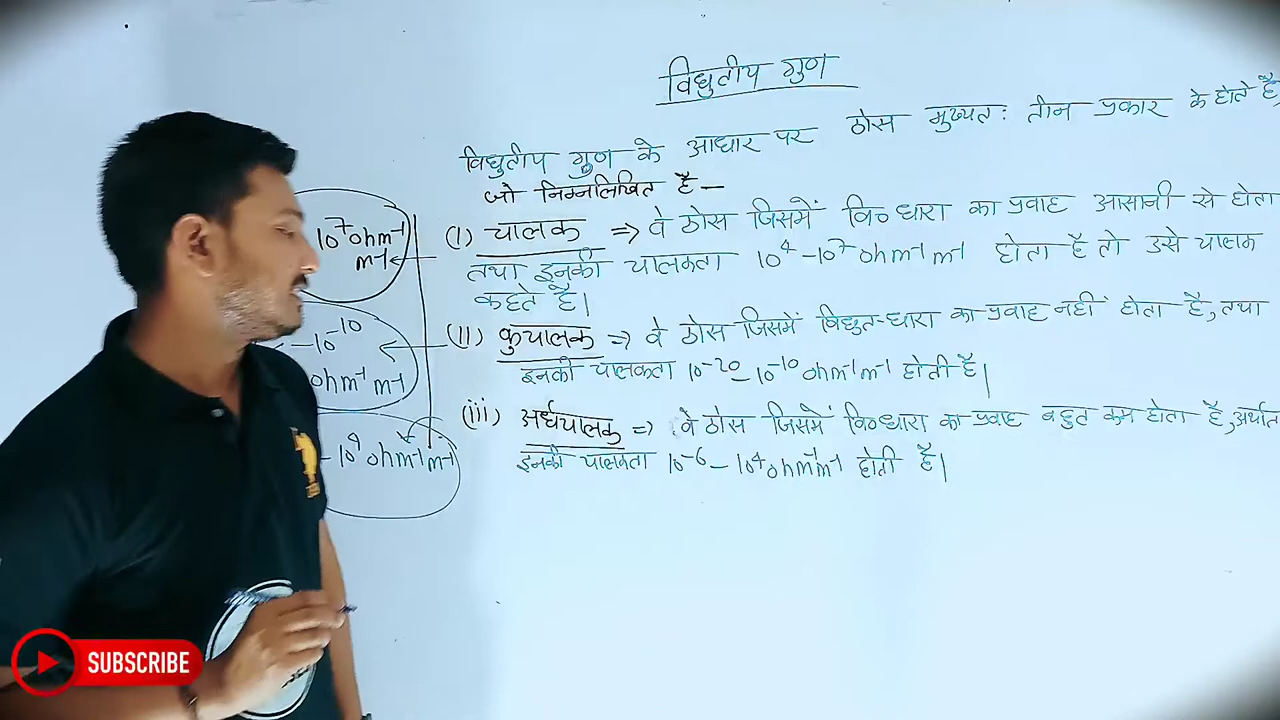 विधुतीय गुण
विधुतीय गुण के आधार पर ठोस मुख्यतः तीन प्रकार के होते है
जो निम्नलिखित है –
(I) चालक ⇒ वे ठोस जिसमें वि० धारा का प्रवाह आसानी से होता
तथा इनकी चालकता 10⁴ – 10⁷ ohm⁻¹ m⁻¹ होता है तो उसे चालक
कहते है।
(II) कुचालक ⇒ वे ठोस जिसमें विधुत-धारा का प्रवाह नहीं होता है, तथा
इनकी चालकता 10⁻²⁰ – 10⁻¹⁰ ohm⁻¹ m⁻¹ होती है।
(iii) अर्धचालक ⇒ वे ठोस जिसमें वि० धारा का प्रवाह बहुत कम होता है, अर्थात
इनकी चालकता 10⁻⁶ – 10⁴ ohm⁻¹ m⁻¹ होती है।
10⁷ ohm⁻¹
m⁻¹
– 10⁻¹⁰
ohm⁻¹ m⁻¹
ohm⁻¹ m⁻¹
SUBSCRIBE